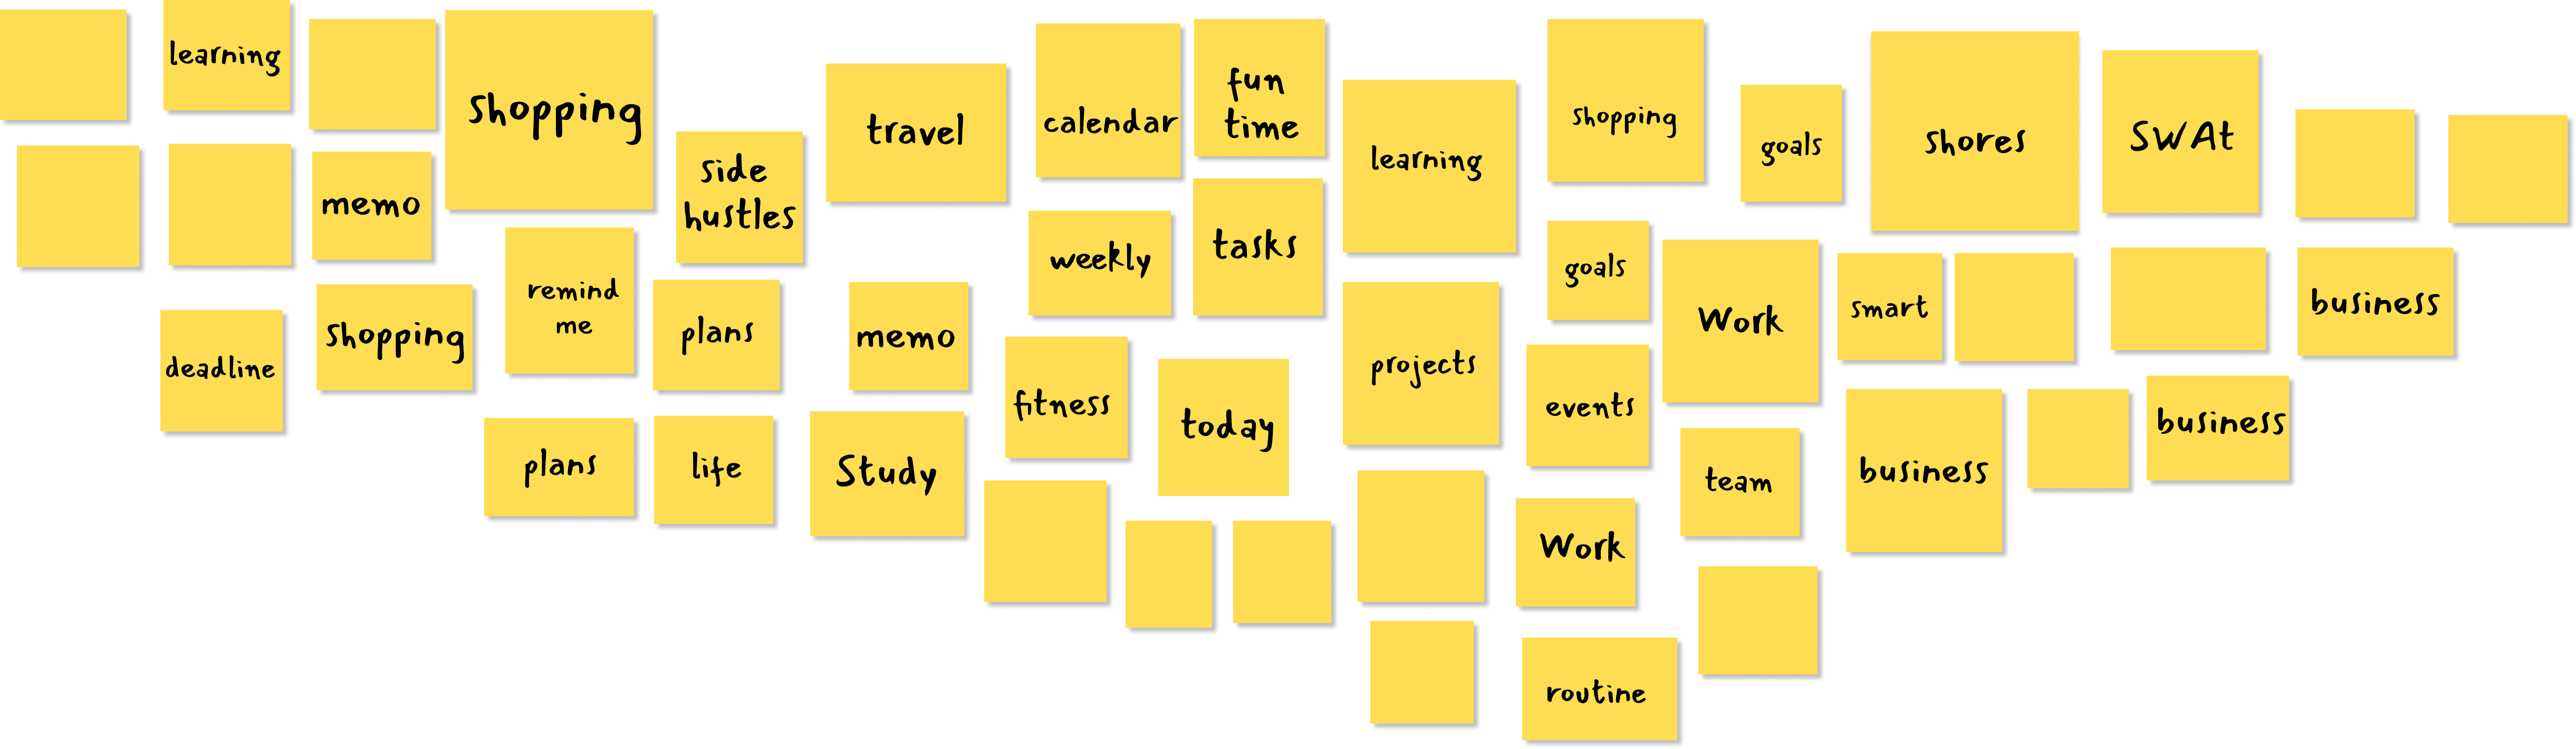 learning
shopping
side
hustles
memo
remind
me
shopping
plans
deadline
plans
life
travel
memo
Study
calendar
fun
time
weekly
tasks
fitness
today
learning
projects
shopping
goals
goals
Work
events
team
Work
routine
shores
SWAt
smart
business
business
business